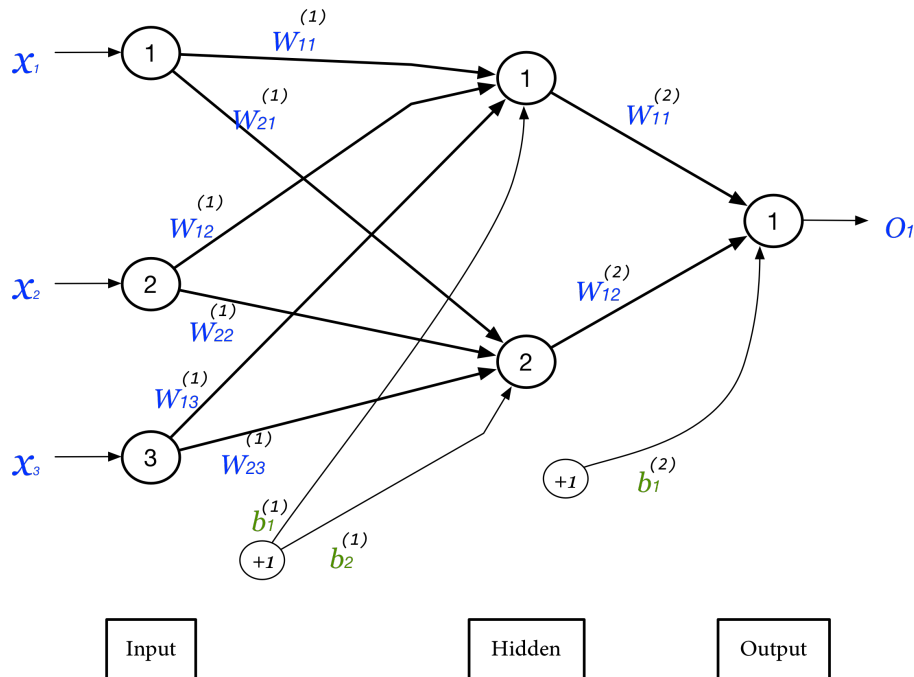 W₁₁⁽¹⁾
x₁ 1 1
W₂₁⁽¹⁾ W₁₁⁽²⁾
W₁₂⁽¹⁾ 1 O₁
x₂ 2 W₁₂⁽²⁾
W₂₂⁽¹⁾
2
W₁₃⁽¹⁾
x₃ 3 W₂₃⁽¹⁾
+1 b₁⁽²⁾
b₁⁽¹⁾
+1 b₂⁽¹⁾
Input Hidden Output